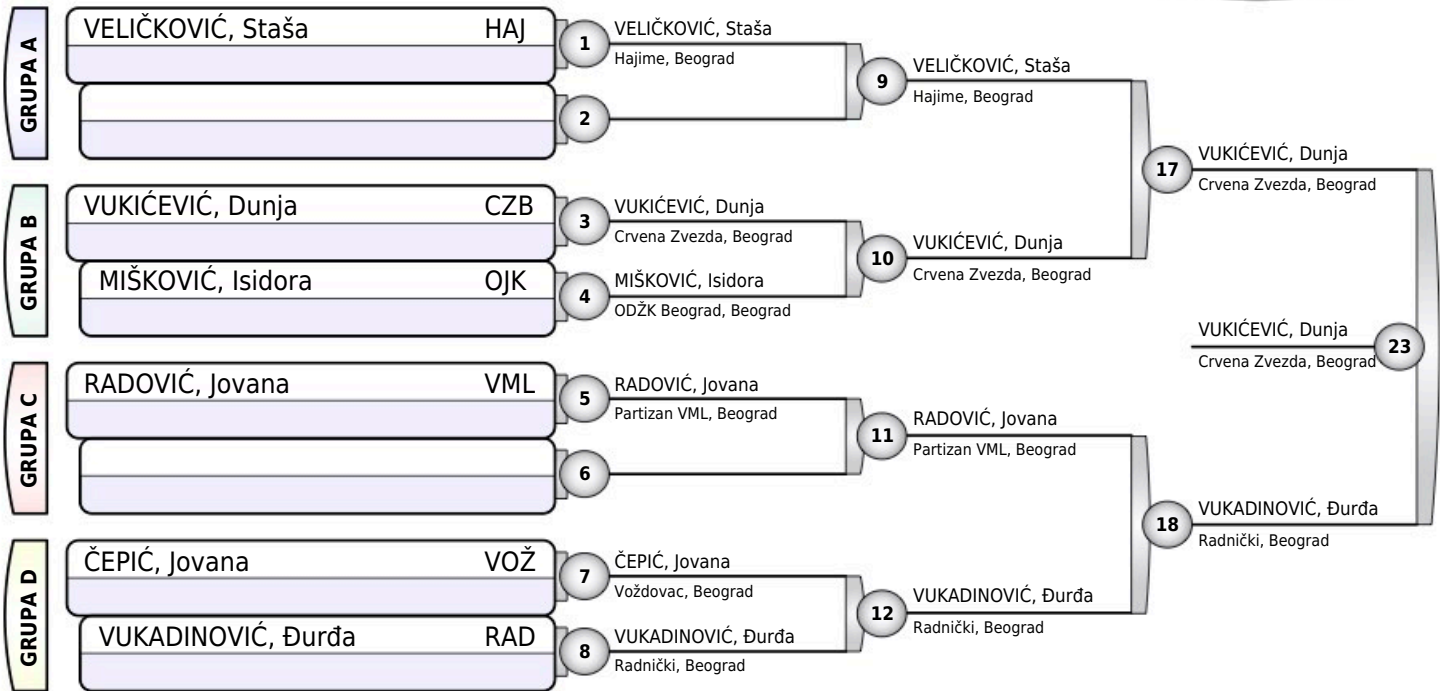 GRUPA A
VELIČKOVIĆ, Staša HAJ
1
2
GRUPA B
VUKIĆEVIĆ, Dunja CZB
3
MIŠKOVIĆ, Isidora OJK
4
GRUPA C
RADOVIĆ, Jovana VML
5
6
GRUPA D
ČEPIĆ, Jovana VOŽ
7
VUKADINOVIĆ, Đurđa RAD
8
VELIČKOVIĆ, Staša
Hajime, Beograd
VUKIĆEVIĆ, Dunja
Crvena Zvezda, Beograd
MIŠKOVIĆ, Isidora
ODŽK Beograd, Beograd
RADOVIĆ, Jovana
Partizan VML, Beograd
ČEPIĆ, Jovana
Voždovac, Beograd
VUKADINOVIĆ, Đurđa
Radnički, Beograd
9
VELIČKOVIĆ, Staša
Hajime, Beograd
10
VUKIĆEVIĆ, Dunja
Crvena Zvezda, Beograd
11
RADOVIĆ, Jovana
Partizan VML, Beograd
12
VUKADINOVIĆ, Đurđa
Radnički, Beograd
17
VUKIĆEVIĆ, Dunja
Crvena Zvezda, Beograd
18
VUKADINOVIĆ, Đurđa
Radnički, Beograd
VUKIĆEVIĆ, Dunja
Crvena Zvezda, Beograd
23